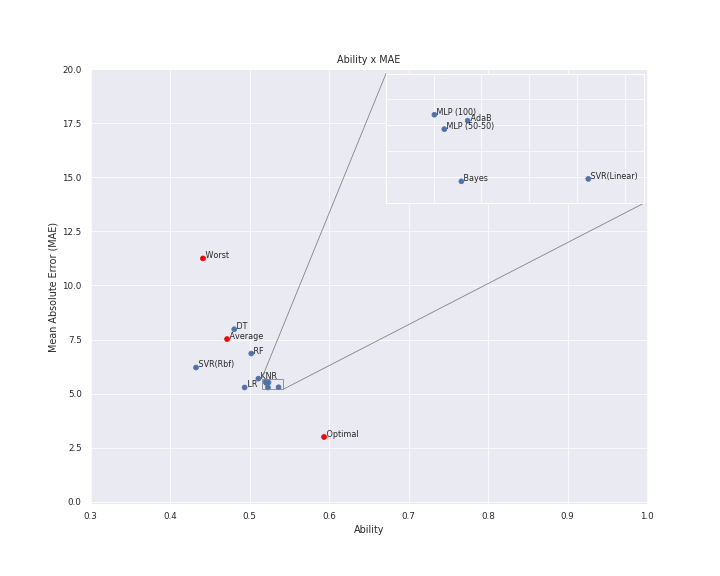 Ability x MAE
20.0
17.5
15.0
12.5
10.0
7.5
5.0
2.5
0.0
Mean Absolute Error (MAE)
MLP (100)
AdaB
MLP (50-50)
Bayes
SVR(Linear)
Worst
DT
Average
RF
SVR(Rbf)
KNR
LR
Optimal
0.3 0.4 0.5 0.6 0.7 0.8 0.9 1.0
Ability